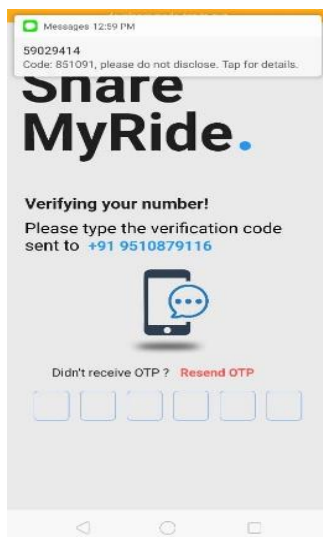 Messages 12:59 PM
59029414
Code: 851091, please do not disclose. Tap for details.
Share
MyRide.
Verifying your number!
Please type the verification code
sent to +91 9510879116
Didn't receive OTP ? Resend OTP